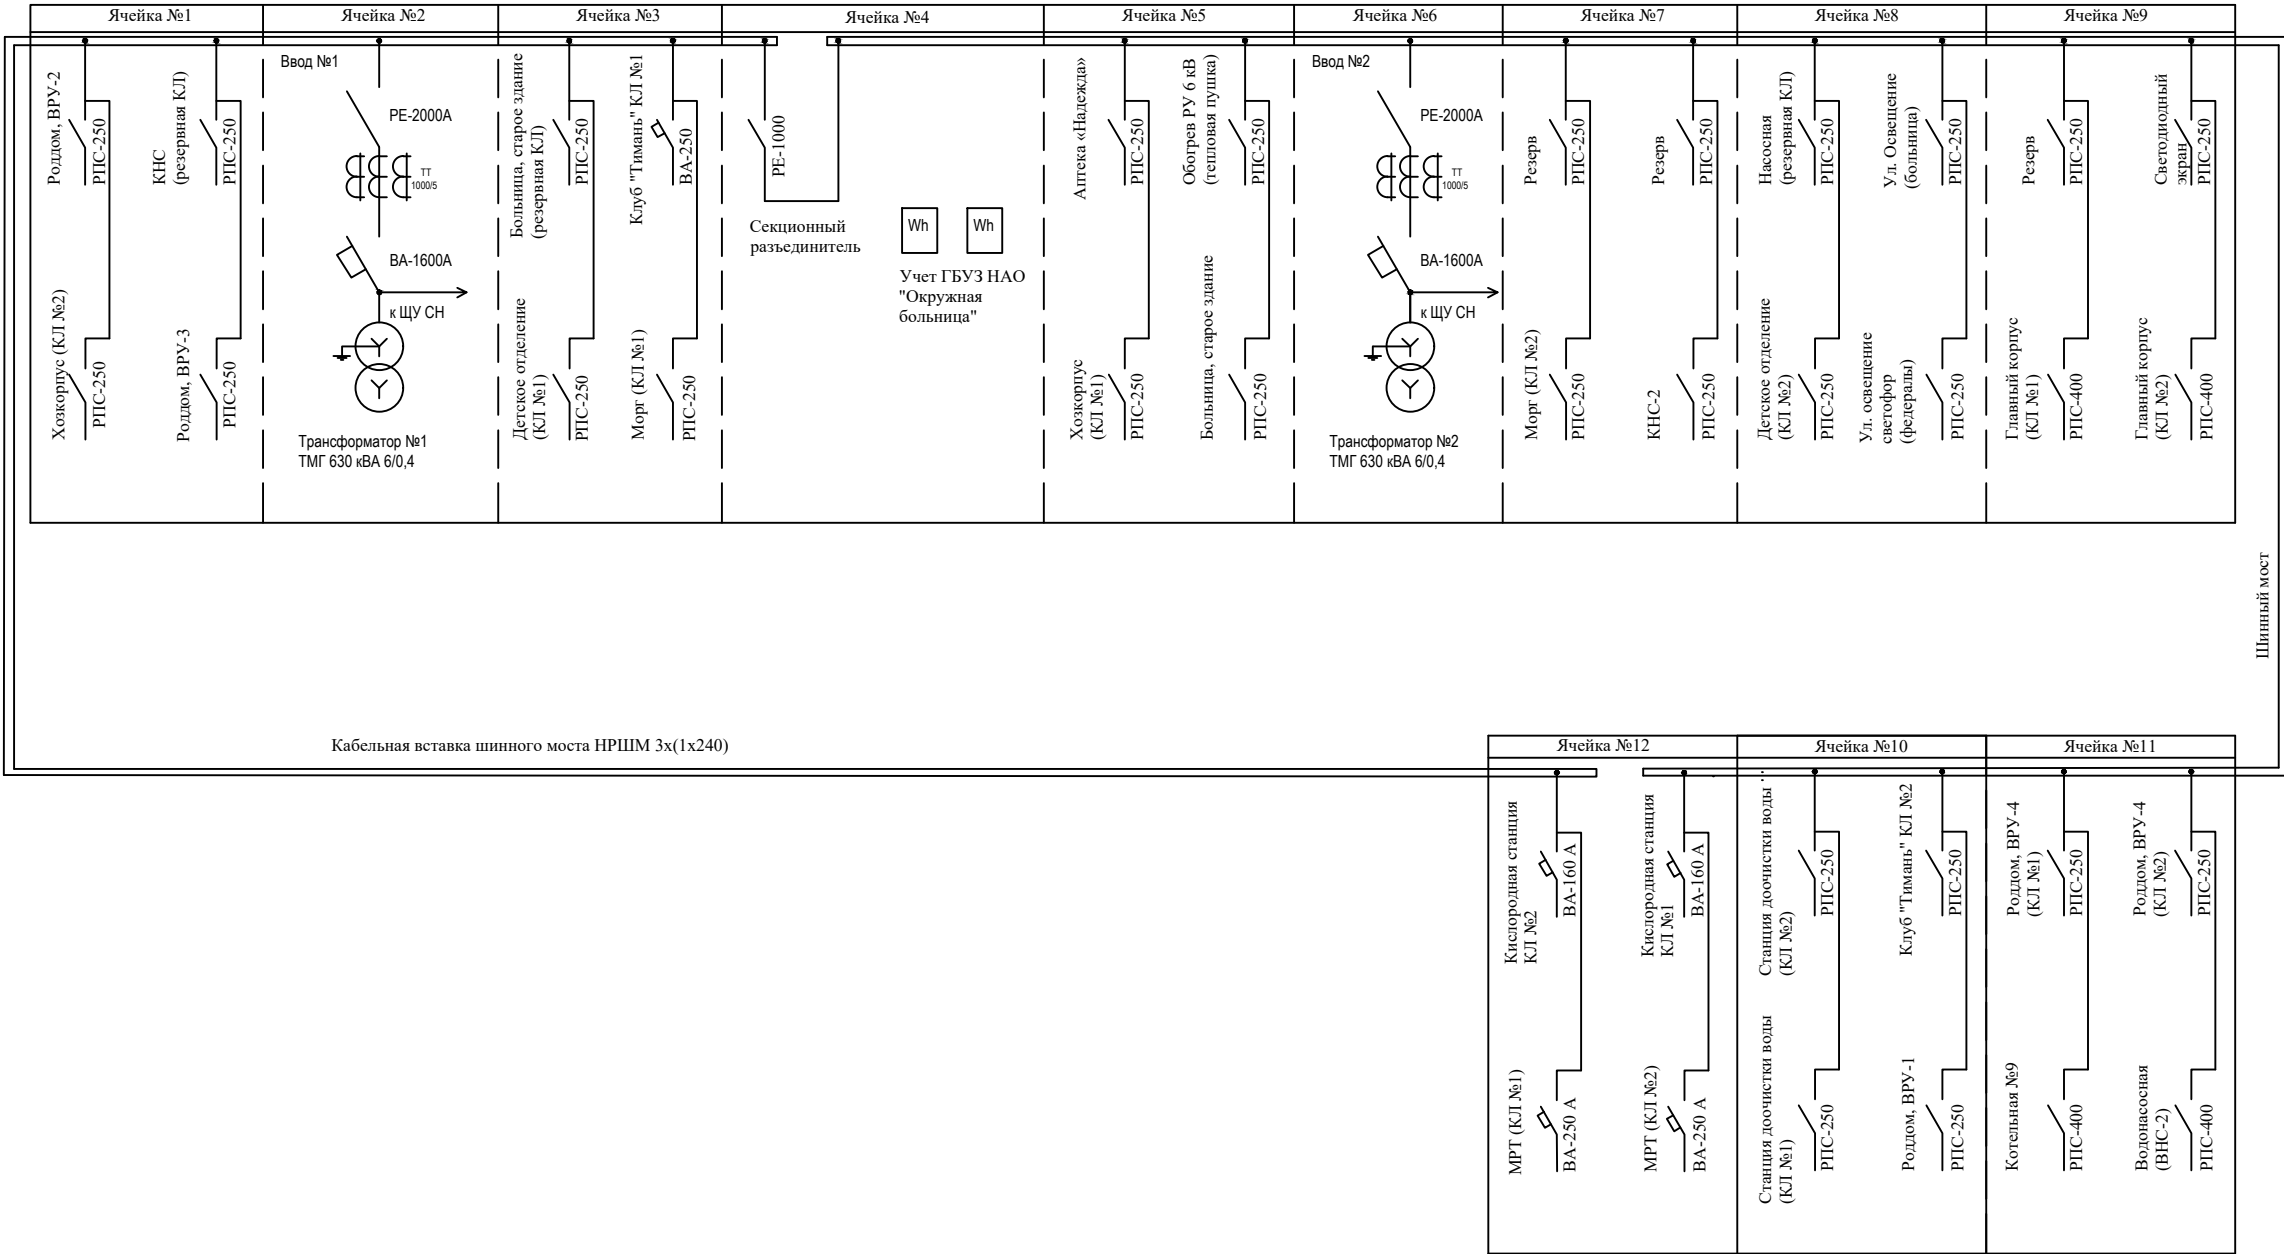 Ячейка №1
Ячейка №2
Ячейка №3
Ячейка №4
Ячейка №5
Ячейка №6
Ячейка №7
Ячейка №8
Ячейка №9
Роддом, ВРУ-2
РПС-250
КНС
(резервная КЛ)
РПС-250
Хозкорпус (КЛ №2)
РПС-250
Роддом, ВРУ-3
РПС-250
Ввод №1
РЕ-2000А
ТТ
1000/5
ВА-1600А
к ЩУ СН
Трансформатор №1
ТМГ 630 кВА 6/0,4
Больница, старое здание
(резервная КЛ)
РПС-250
Клуб "Тимань" КЛ №1
ВА-250
Детское отделение
(КЛ №1)
РПС-250
Морг (КЛ №1)
РПС-250
РЕ-1000
Секционный
разъединитель
Wh
Wh
Учет ГБУЗ НАО
"Окружная
больница"
Аптека «Надежда»
РПС-250
Обогрев РУ 6 кВ
(тепловая пушка)
РПС-250
Хозкорпус
(КЛ №1)
РПС-250
Больница, старое здание
РПС-250
Ввод №2
РЕ-2000А
ТТ
1000/5
ВА-1600А
к ЩУ СН
Трансформатор №2
ТМГ 630 кВА 6/0,4
Резерв
РПС-250
Резерв
РПС-250
Морг (КЛ №2)
РПС-250
КНС-2
РПС-250
Насосная
(резервная КЛ)
РПС-250
Ул. Освещение
(больница)
РПС-250
Детское отделение
(КЛ №2)
РПС-250
Ул. освещение
светофор
(федералы)
РПС-250
Резерв
РПС-250
Светодиодный
экран
РПС-250
Главный корпус
(КЛ №1)
РПС-400
Главный корпус
(КЛ №2)
РПС-400
Шинный мост
Кабельная вставка шинного моста НРШМ 3х(1х240)
Ячейка №12
Ячейка №10
Ячейка №11
Кислородная станция
КЛ №2
ВА-160 А
Кислородная станция
КЛ №1
ВА-160 А
МРТ (КЛ №1)
ВА-250 А
МРТ (КЛ №2)
ВА-250 А
Станция доочистки воды
(КЛ №2)
РПС-250
Клуб "Тимань" КЛ №2
РПС-250
Станция доочистки воды
(КЛ №1)
РПС-250
Роддом, ВРУ-1
РПС-250
Роддом, ВРУ-4
(КЛ №1)
РПС-250
Роддом, ВРУ-4
(КЛ №2)
РПС-250
Котельная №9
РПС-400
Водонасосная
(ВНС-2)
РПС-400